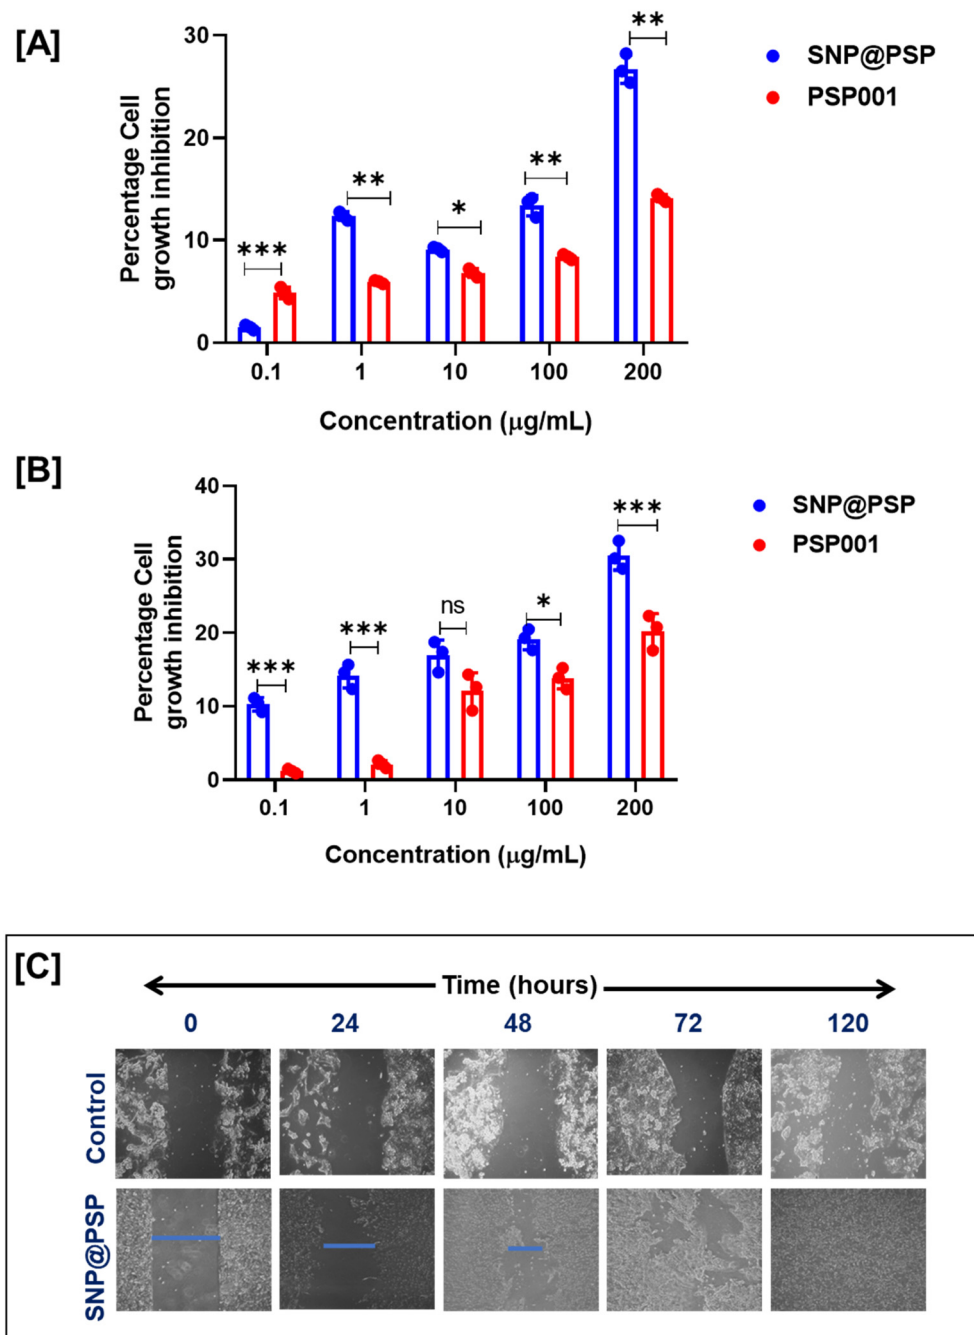 [A]
Percentage Cell
growth inhibition
30
20
10
0
***
**
*
**
**
SNP@PSP
PSP001
0.1 1 10 100 200
Concentration (μg/mL)
[B]
Percentage Cell
growth inhibition
40
30
20
10
0
***
***
ns
*
***
SNP@PSP
PSP001
0.1 1 10 100 200
Concentration (μg/mL)
[C]
Time (hours)
0 24 48 72 120
Control
SNP@PSP